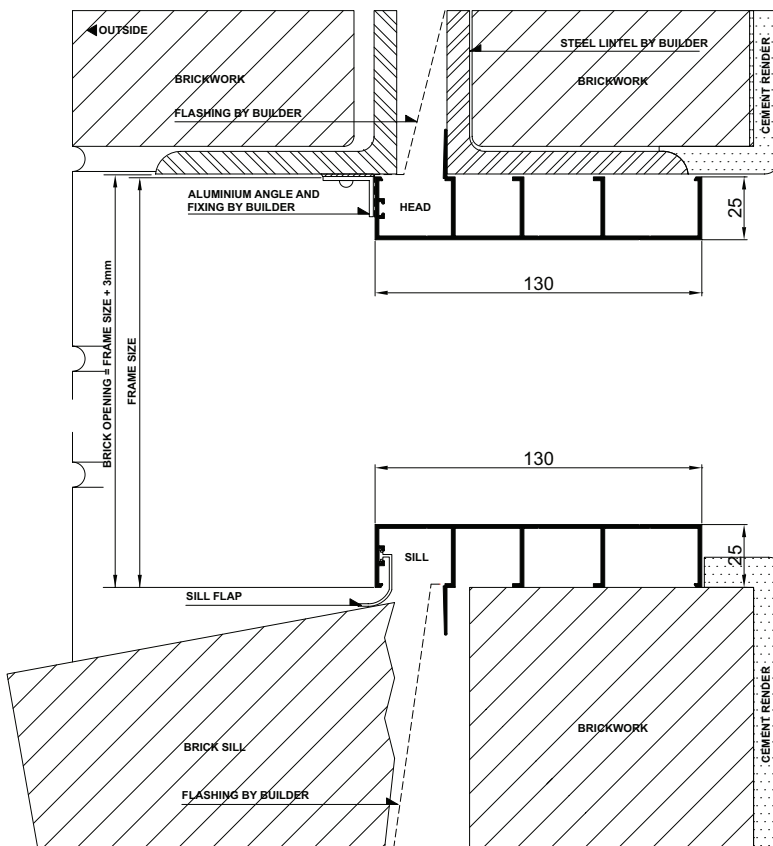 OUTSIDE
STEEL LINTEL BY BUILDER
BRICKWORK
BRICKWORK
CEMENT RENDER
FLASHING BY BUILDER
ALUMINIUM ANGLE AND
FIXING BY BUILDER
HEAD
25
130
BRICK OPENING = FRAME SIZE + 3mm
FRAME SIZE
130
SILL
25
SILL FLAP
BRICKWORK
CEMENT RENDER
BRICK SILL
FLASHING BY BUILDER